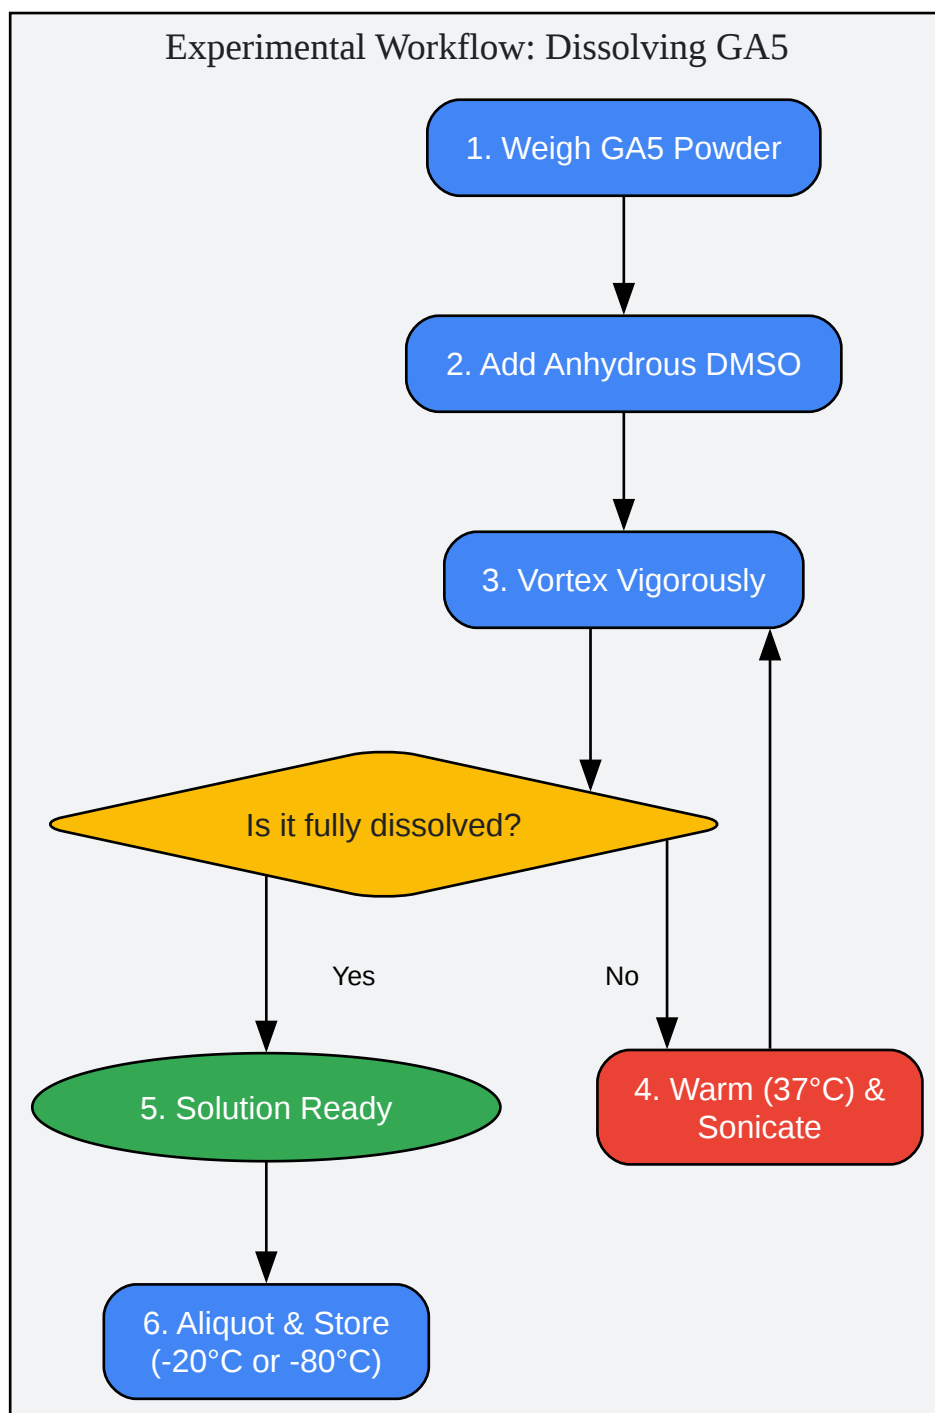 Experimental Workflow: Dissolving GA5
1. Weigh GA5 Powder
2. Add Anhydrous DMSO
3. Vortex Vigorously
Is it fully dissolved?
Yes
No
4. Warm (37°C) &
Sonicate
5. Solution Ready
6. Aliquot & Store
(-20°C or -80°C)